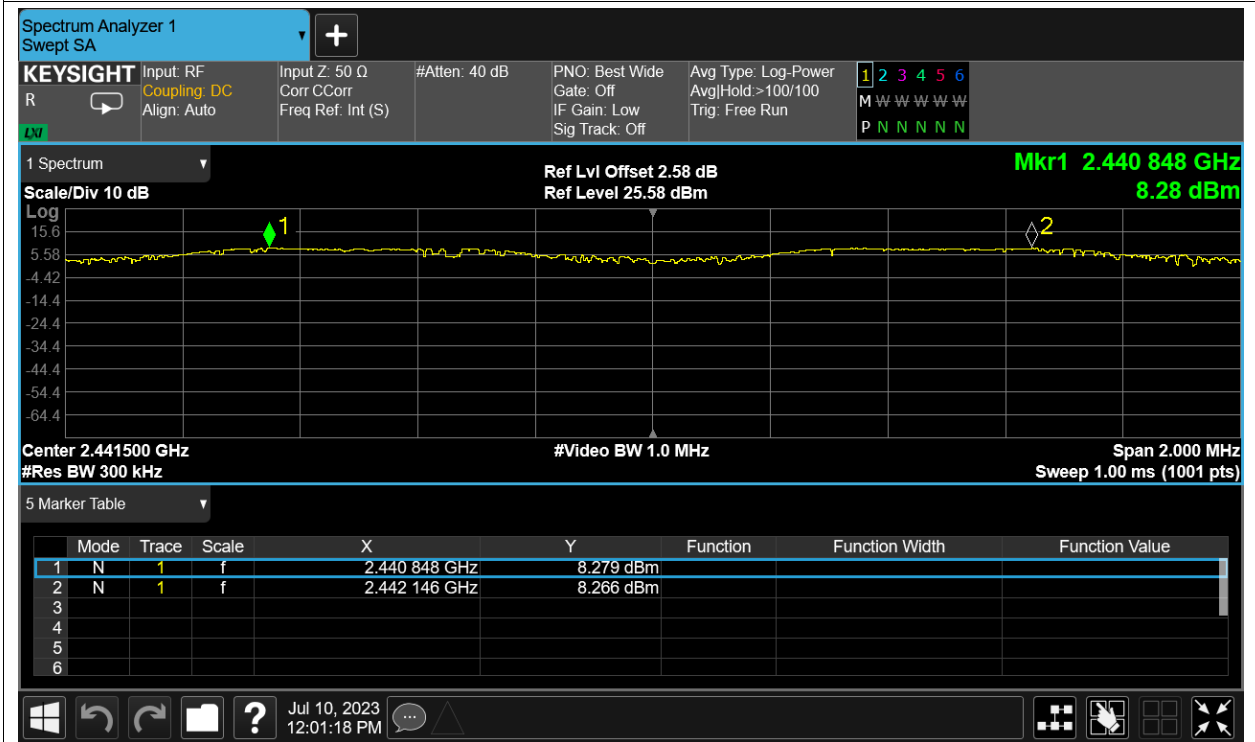 Spectrum Analyzer 1
Swept SA
+
KEYSIGHT
R
LXI
Input: RF
Coupling: DC
Align: Auto
Input Z: 50 Ω
Corr CCorr
Freq Ref: Int (S)
#Atten: 40 dB
PNO: Best Wide
Gate: Off
IF Gain: Low
Sig Track: Off
Avg Type: Log-Power
Avg|Hold:>100/100
Trig: Free Run
1 2 3 4 5 6
M W W W W W
P N N N N N
1 Spectrum
Scale/Div 10 dB
Ref Lvl Offset 2.58 dB
Ref Level 25.58 dBm
Mkr1 2.440 848 GHz
8.28 dBm
Log
15.6
5.58
-4.42
-14.4
-24.4
-34.4
-44.4
-54.4
-64.4
1
2
Center 2.441500 GHz
#Res BW 300 kHz
#Video BW 1.0 MHz
Span 2.000 MHz
Sweep 1.00 ms (1001 pts)
5 Marker Table
Mode Trace Scale X Y Function Function Width Function Value
1 N 1 f 2.440 848 GHz 8.279 dBm
2 N 1 f 2.442 146 GHz 8.266 dBm
3
4
5
6
?
Jul 10, 2023
12:01:18 PM